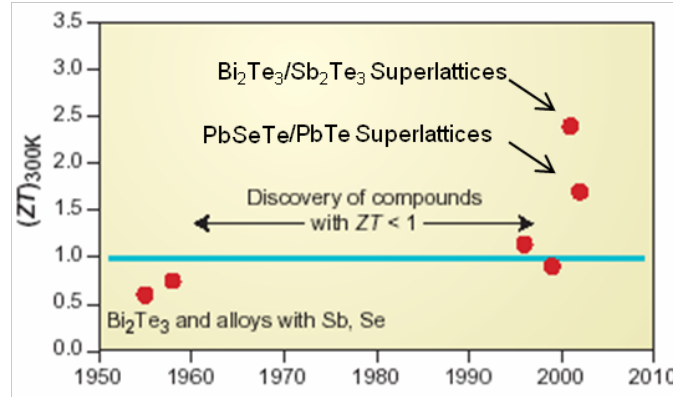 3.5
3.0
2.5
2.0
1.5
1.0
0.5
0.0
(ZT)300K
Bi2Te3/Sb2Te3 Superlattices
PbSeTe/PbTe Superlattices
Discovery of compounds
with ZT < 1
Bi2Te3 and alloys with Sb, Se
1950 1960 1970 1980 1990 2000 2010